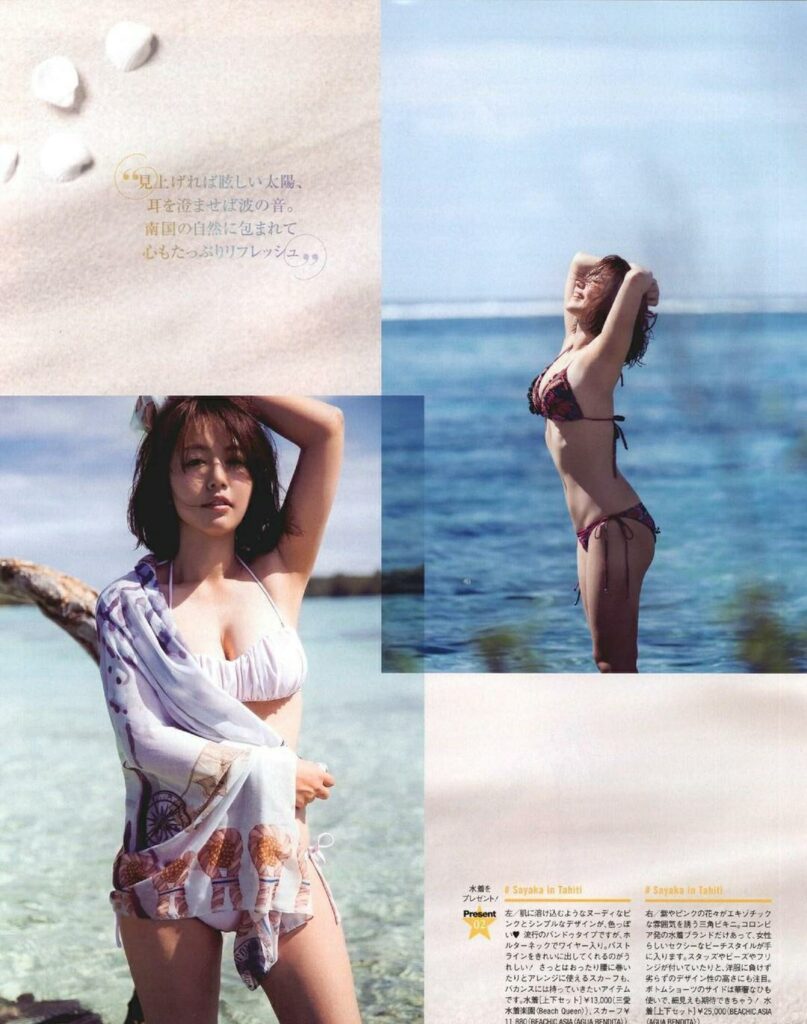 “見上げれば眩しい太陽、
耳を澄ませば波の音。
南国の自然に包まれて
心もたっぷりリフレッシュ”
水着を
プレゼント!
Present
02
# Sayaka in Tahiti
左／肌に溶け込むようなヌーディなピ
ンクとシンプルなデザインが、色っぽ
い♥ 流行のバンドゥタイプですが、ホ
ルターネックでワイヤー入り。バスト
ラインをきれいに出してくれるのがう
れしい! さっとはおったり腰に巻い
たりとアレンジに使えるスカーフも、
バカンスには持っていきたいアイテム
です。水着[上下セット]¥13,000(三愛
水着楽園〈Beach Queen〉)、スカーフ¥
11,880(BEACHIC ASIA〈AGUA BENDITA〉)
# Sayaka in Tahiti
右／紫やピンクの花々がエキゾチック
な雰囲気を誘う三角ビキニ。コロンビ
ア発の水着ブランドだけあって、女性
らしいセクシーなビーチスタイルが手
に入ります。スタッズやビーズやフリ
ンジが付いていたりと、洋服に負けず
劣らずのデザイン性の高さにも注目。
ボトムショーツのサイドは華奢なひも
使いで、細見えも期待できちゃう♪ 水
着[上下セット]¥25,000(BEACHIC ASIA
〈AGUA BENDITA〉)